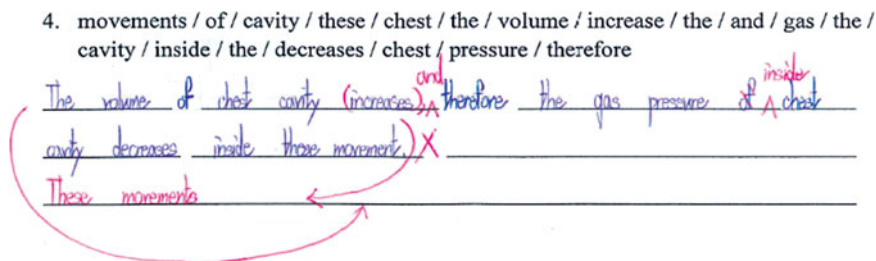 4. movements / of / cavity / these / chest / the / volume / increase / the / and / gas / the /
cavity / inside / the / decreases / chest / pressure / therefore
and inside
The volume of chest cavity (increases), therefore the gas pressure of chest
cavity decreases inside these movement.) X
These movements